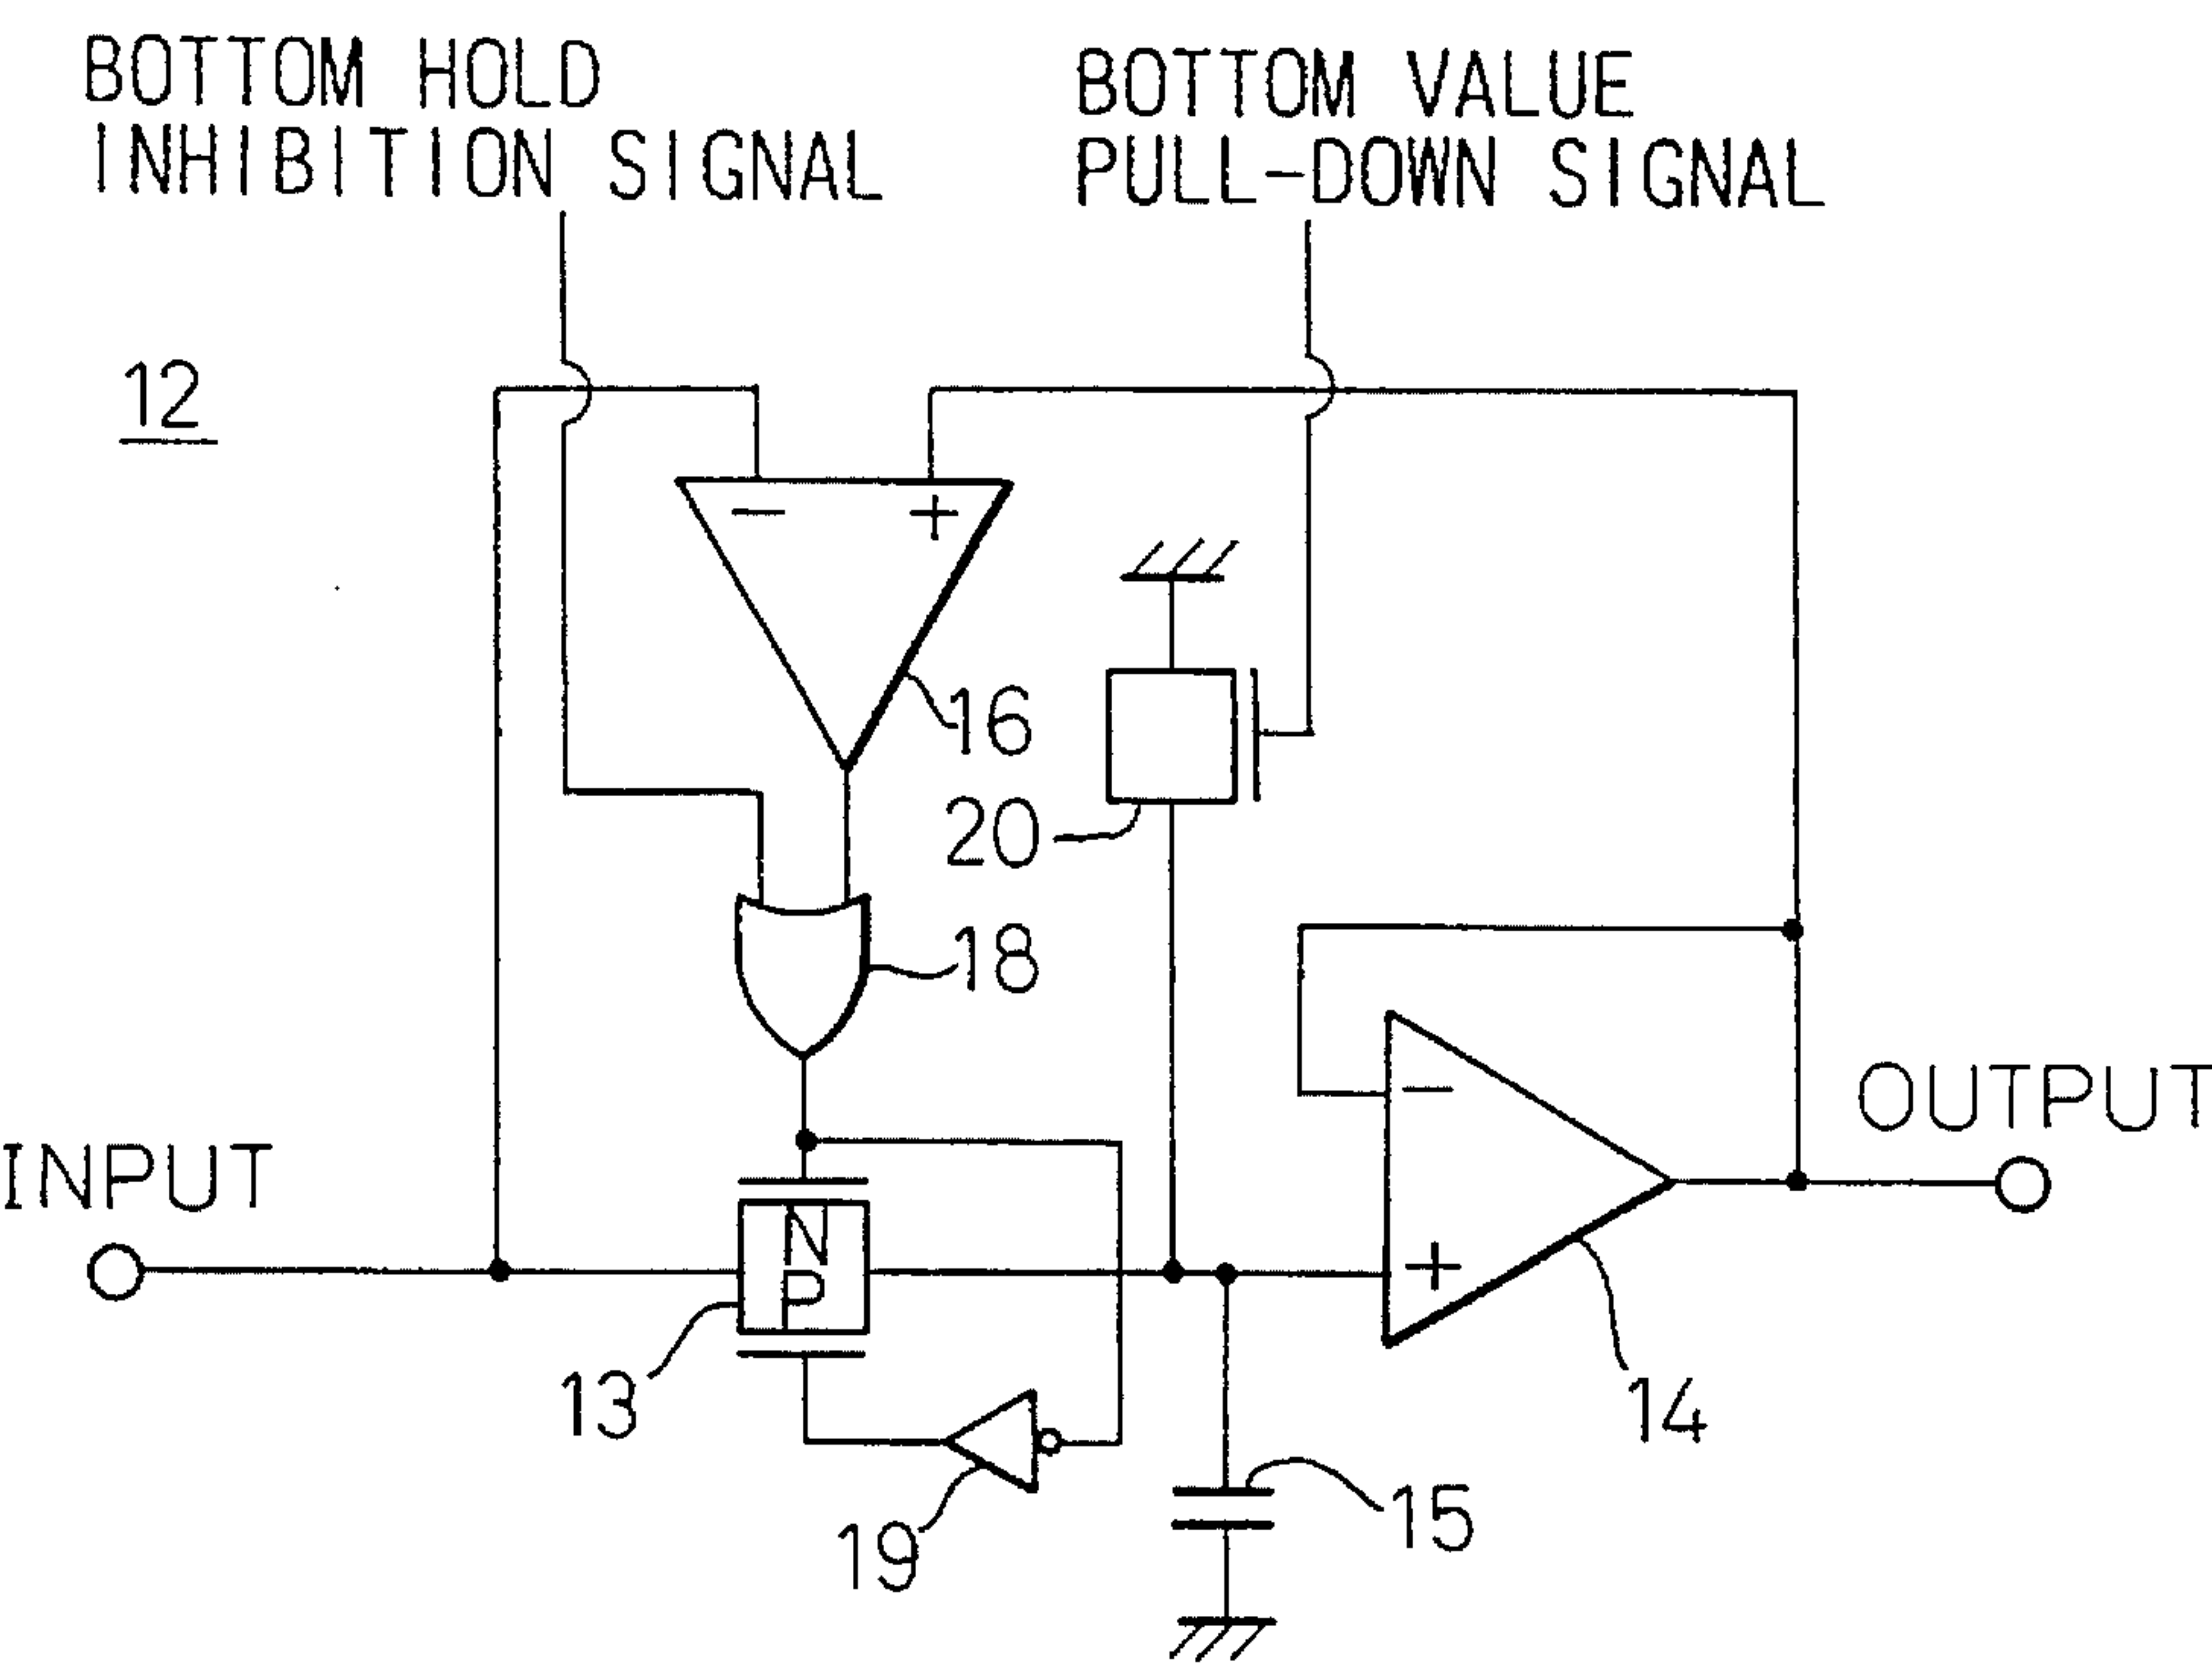 BOTTOM HOLD
INHIBITION SIGNAL
BOTTOM VALUE
PULL-DOWN SIGNAL
12
- +
16
20
18
-
OUTPUT
INPUT
N
P
+
13
14
15
19